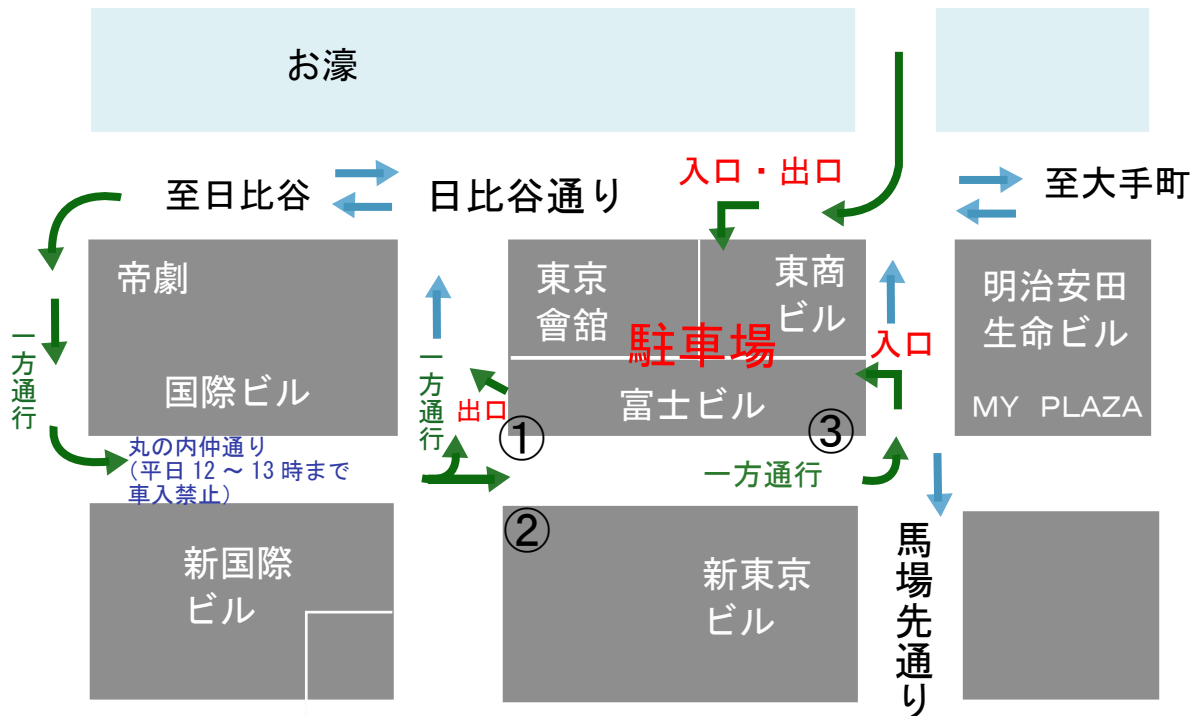 お濠
至日比谷
日比谷通り
入口・出口
至大手町
帝劇
国際ビル
東京
會舘
東商
ビル
駐車場
富士ビル
入口
出口
明治安田
生命ビル
MY PLAZA
一方通行
一方通行
一方通行
丸の内仲通り
(平日12～13時まで
車入禁止)
①
②
③
新国際
ビル
新東京
ビル
馬場先通り